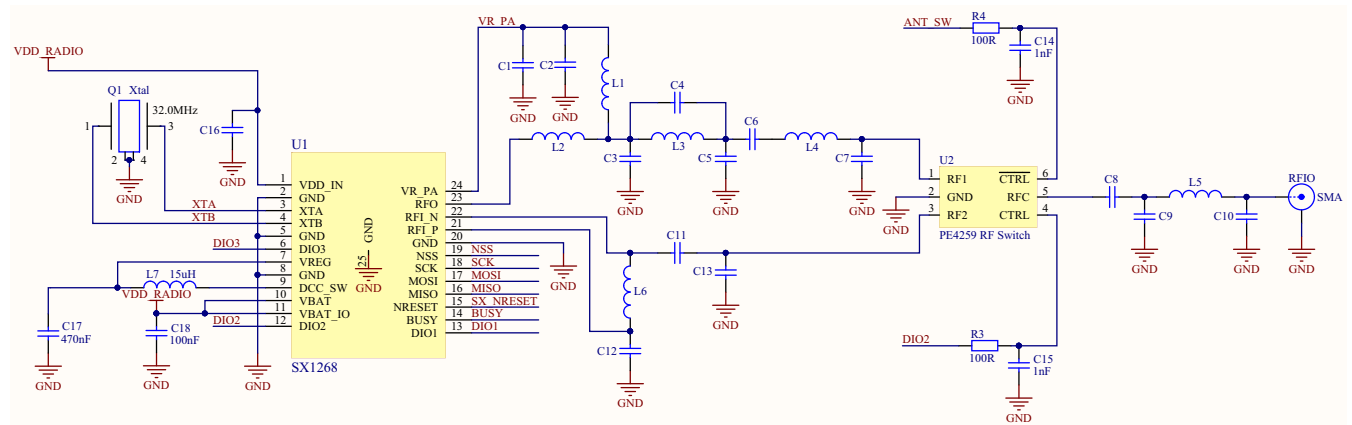 VR_PA
ANT_SW
R4
100R
C14
1nF
GND
VDD_RADIO
Q1 Xtal
32.0MHz
1
3
2
4
GND
C16
GND
C1
GND
C2
GND
L1
C4
L2
C3
GND
L3
C5
GND
C6
L4
C7
GND
XTA
XTB
DIO3
L7 15uH
VDD_RADIO
DIO2
C17
470nF
GND
C18
100nF
GND
GND
U1
1 VDD_IN
2 GND
3 XTA
4 XTB
5 GND
6 DIO3
7 VREG
8 GND
9 DCC_SW
10 VBAT
11 VBAT_IO
12 DIO2
GND
25
GND
VR_PA 24
RFO 23
RFI_N 22
RFI_P 21
GND 20
NSS 19 NSS
SCK 18 SCK
MOSI 17 MOSI
MISO 16 MISO
NRESET 15 SX_NRESET
BUSY 14 BUSY
DIO1 13 DIO1
SX1268
GND
C11
L6
C12
GND
C13
GND
U2
1 RF1 CTRL 6
2 GND RFC 5
3 RF2 CTRL 4
PE4259 RF Switch
GND
C8
C9
GND
L5
C10
GND
RFIO
SMA
GND
DIO2
R3
100R
C15
1nF
GND